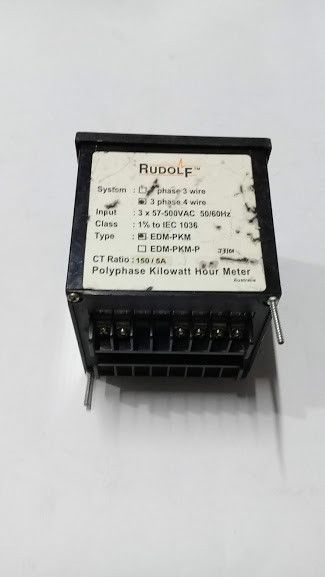 RUDOLF™
System : phase 3 wire
3 phase 4 wire
Input : 3 x 57-500VAC 50/60Hz
Class : 1% to IEC 1036
Type : EDM-PKM
EDM-PKM-P
CT Ratio : 150 / 5A
Polyphase Kilowatt Hour Meter
Australia